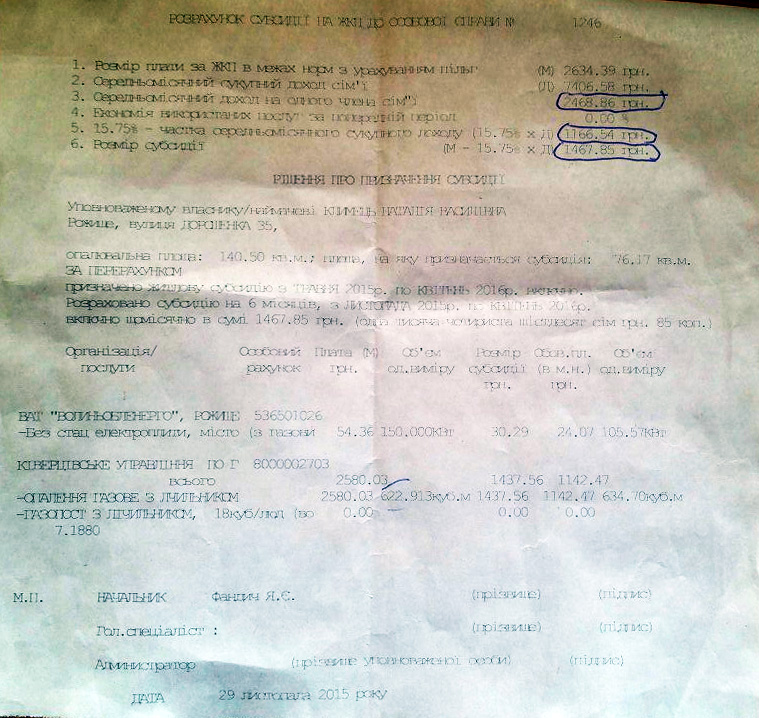 РОЗРАХУНОК СУБСИДІЇ НА ЖКП ДО ОСОБОВОЇ СПРАВИ № 1246
1. Розмір плати за ЖКП в межах норм з урахуванням пільг (М) 2634.39 грн.
2. Середньомісячний сукупний доход сім'ї (Д) 7406.58 грн.
3. Середньомісячний доход на одного члена сім'ї 2468.86 грн.
4. Економія використаних послуг за попередній період 0.00 %
5. 15.75% - частка середньомісячного сукупного доходу (15.75% x Д) 1166.54 грн.
6. Розмір субсидії (М - 15.75% x Д) 1467.85 грн.
РІШЕННЯ ПРО ПРИЗНАЧЕННЯ СУБСИДІЇ
Уповноваженому власнику/наймачеві КЛИМЕЦЬ НАТАЛІЯ ВАСИЛІВНА
Рожище, вулиця ДОРОШЕНКА 35,
опалювальна площа: 140.50 кв.м.; площа, на яку призначається субсидія: 76.17 кв.м.
ЗА ПЕРЕРАХУНКОМ
призначено житлову субсидію з ТРАВНЯ 2015р. по КВІТЕНЬ 2016р. включно.
Розраховано субсидію на 6 місяців, з ЛИСТОПАДА 2015р. по КВІТЕНЬ 2016р.
включно щомісячно в сумі 1467.85 грн. (одна тисяча чотириста шістдесят сім грн. 85 коп.)
Організація/ Особовий Плата (М) Об'єм Розмір Обов.пл. Об'єм
послуги рахунок грн. од.виміру субсидії (в м.н.) од.виміру
грн. грн.
ВАТ "ВОЛИНЬОБЛЕНЕРГО", РОЖИЩЕ 536501026
-Без стац електроплити, місто (з газови 54.36 150.000КВт 30.29 24.07 105.57КВт
КІВЕРЦІВСЬКЕ УПРАВЛІННЯ ПО Г 8000002703
всього 2580.03 1437.56 1142.47
-ОПАЛЕННЯ ГАЗОВЕ З ЛІЧИЛЬНИКОМ 2580.03 622.913куб.м 1437.56 1142.47 634.70куб.м
-ГАЗОПОСТ З ЛІЧИЛЬНИКОМ, 18куб/люд (во 0.00 0.00 0.00
7.1880
М.П. НАЧАЛЬНИК Фандич Я.Є. (прізвище) (підпис)
Гол.спеціаліст : (прізвище) (підпис)
Адміністратор (прізвище уповноваженої особи) (підпис)
ДАТА 29 листопада 2015 року